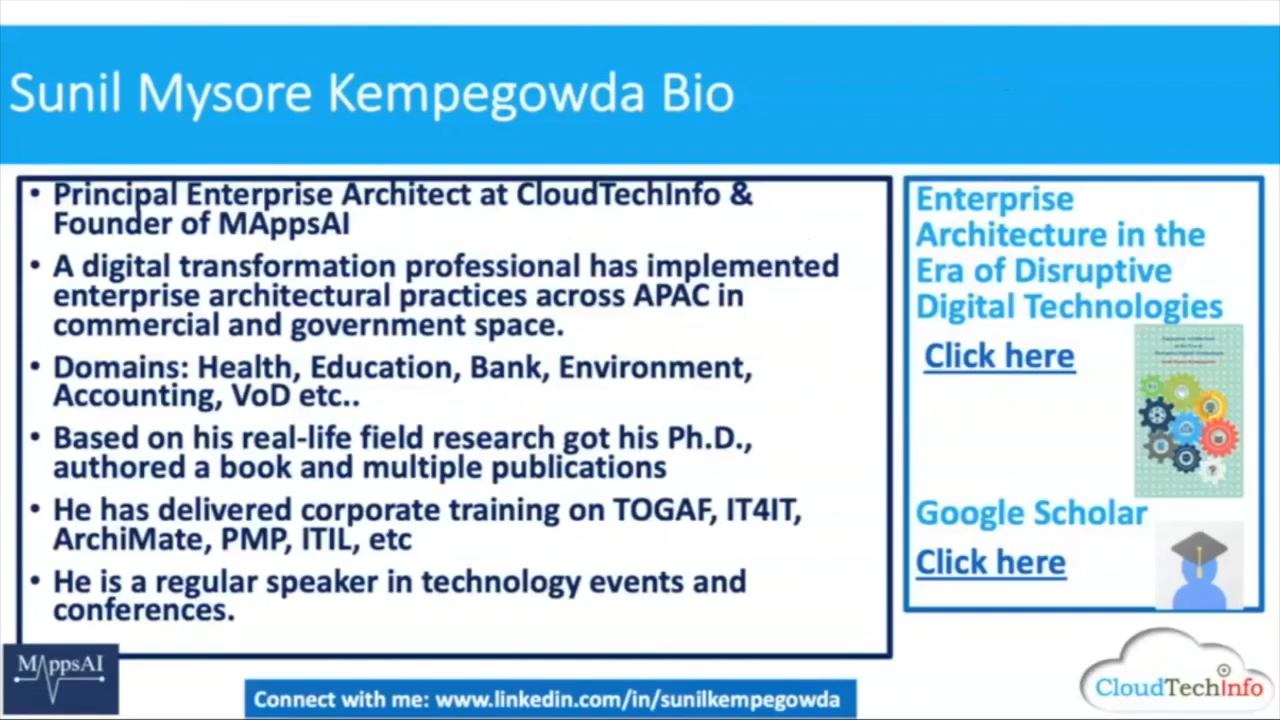 Sunil Mysore Kempegowda Bio
• Principal Enterprise Architect at CloudTechInfo &
Founder of MAppsAI
• A digital transformation professional has implemented
enterprise architectural practices across APAC in
commercial and government space.
• Domains: Health, Education, Bank, Environment,
Accounting, VoD etc..
• Based on his real-life field research got his Ph.D.,
authored a book and multiple publications
• He has delivered corporate training on TOGAF, IT4IT,
ArchiMate, PMP, ITIL, etc
• He is a regular speaker in technology events and
conferences.
Enterprise
Architecture in the
Era of Disruptive
Digital Technologies
Click here
Google Scholar
Click here
MAppsAI
Connect with me: www.linkedin.com/in/sunilkempegowda
CloudTechInfo